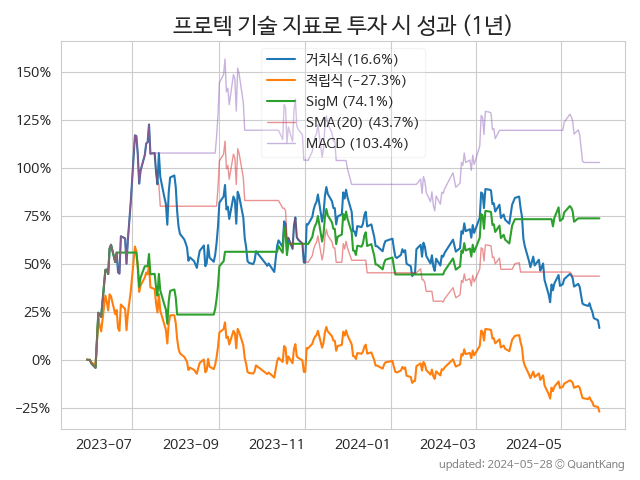 프로텍 기술 지표로 투자 시 성과 (1년)
거치식 (16.6%)
적립식 (−27.3%)
SigM (74.1%)
SMA(20) (43.7%)
MACD (103.4%)
150%
125%
100%
75%
50%
25%
0%
−25%
2023−07 2023−09 2023−11 2024−01 2024−03 2024−05
updated: 2024−05−28 ⓒ QuantKang